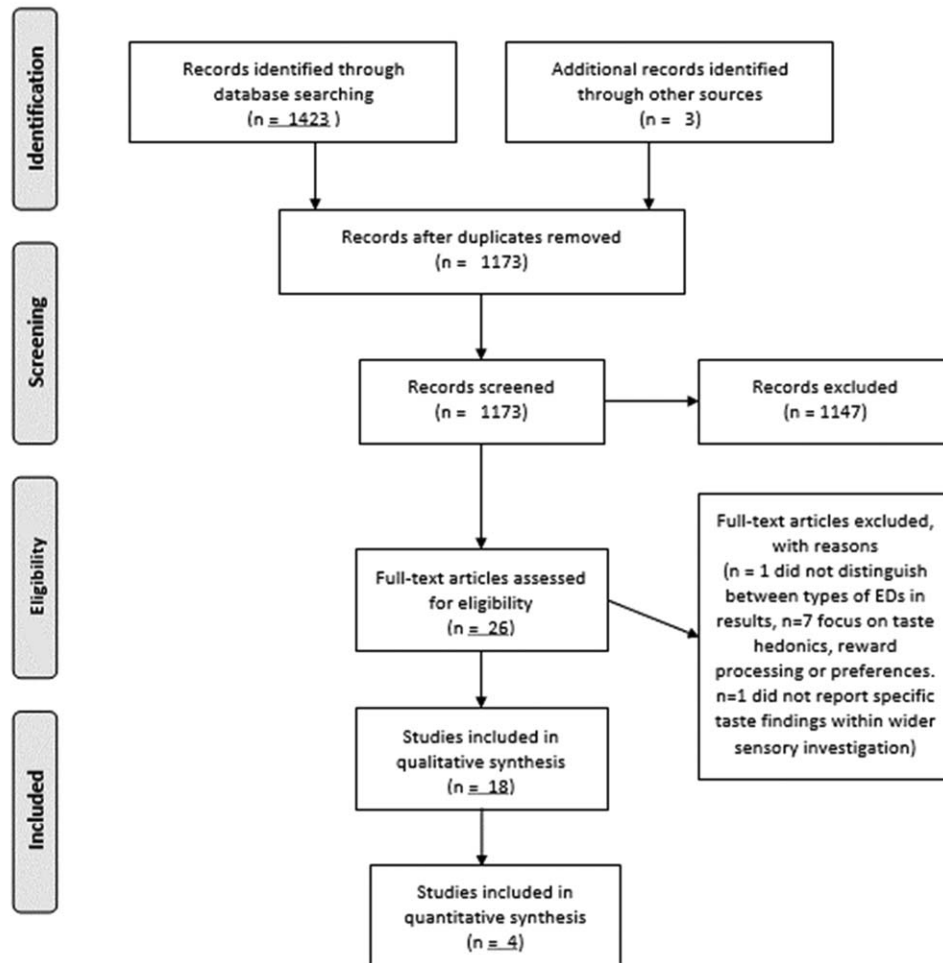 Identification
Records identified through
database searching
(n = 1423 )
Additional records identified
through other sources
(n = 3)
Records after duplicates removed
(n = 1173)
Screening
Records screened
(n = 1173)
Records excluded
(n = 1147)
Eligibility
Full-text articles assessed
for eligibility
(n = 26)
Full-text articles excluded,
with reasons
(n = 1 did not distinguish
between types of EDs in
results, n=7 focus on taste
hedonics, reward
processing or preferences.
n=1 did not report specific
taste findings within wider
sensory investigation)
Included
Studies included in
qualitative synthesis
(n = 18)
Studies included in
quantitative synthesis
(n = 4)